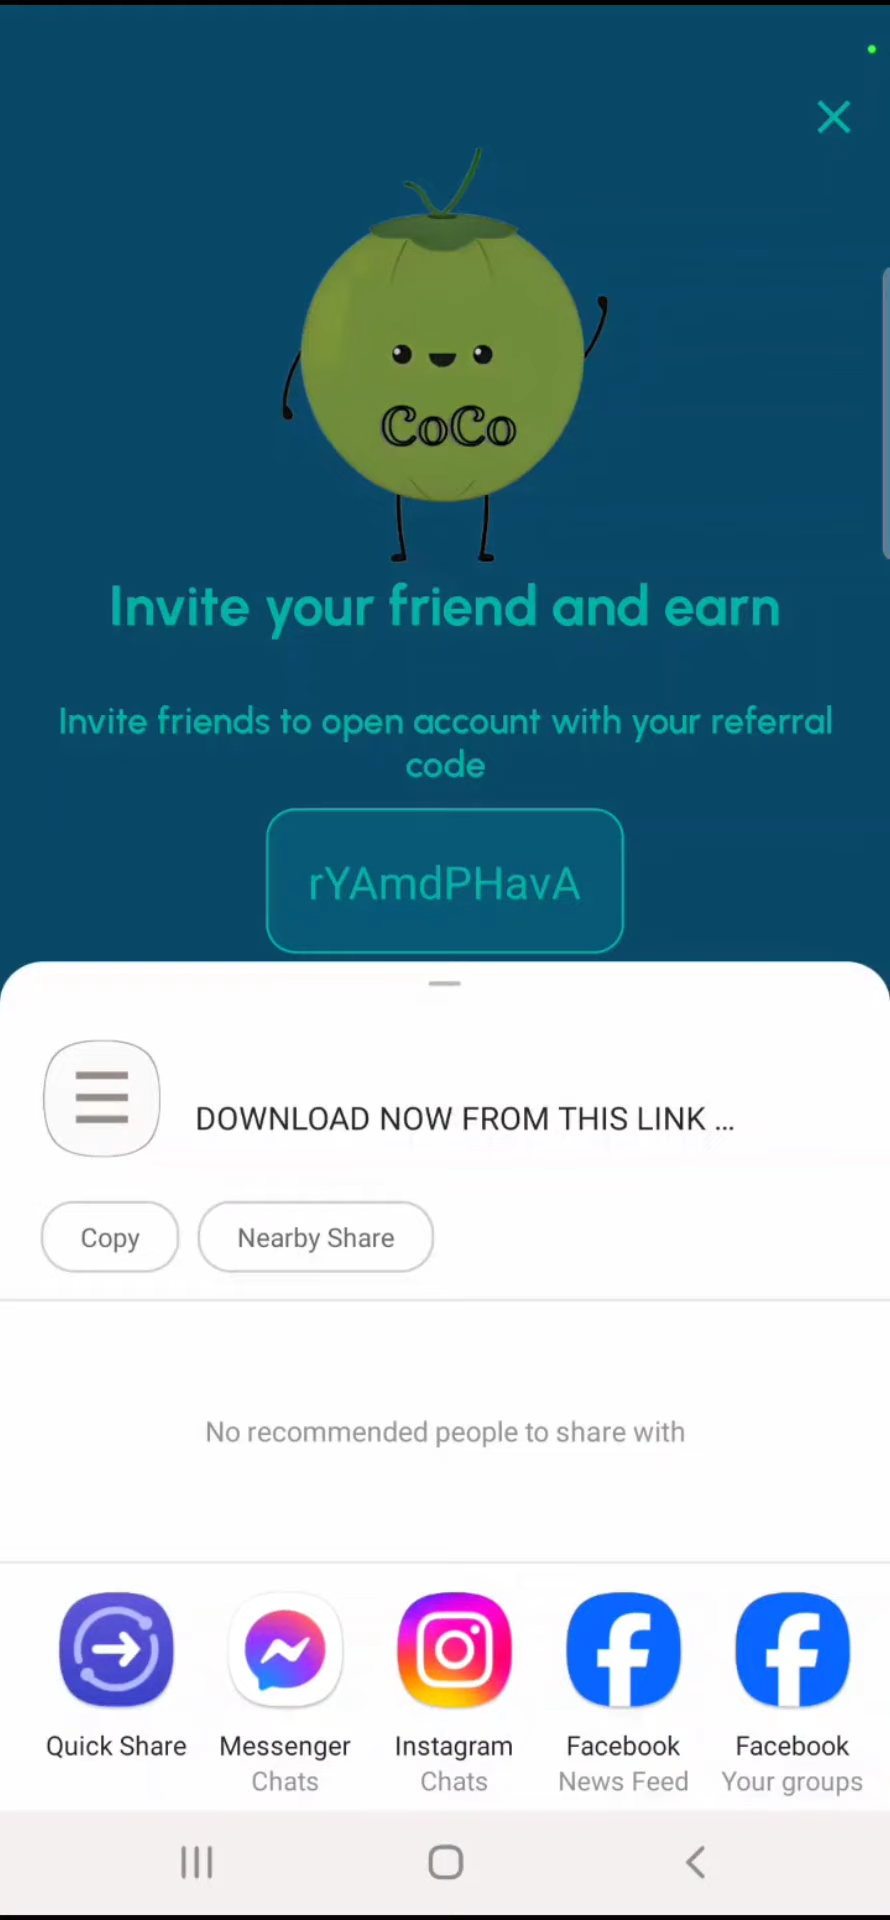 CoCo
Invite your friend and earn
Invite friends to open account with your referral
code
rYAmdPHavA
DOWNLOAD NOW FROM THIS LINK ...
Copy
Nearby Share
No recommended people to share with
Quick Share
Messenger
Chats
Instagram
Chats
Facebook
News Feed
Facebook
Your groups